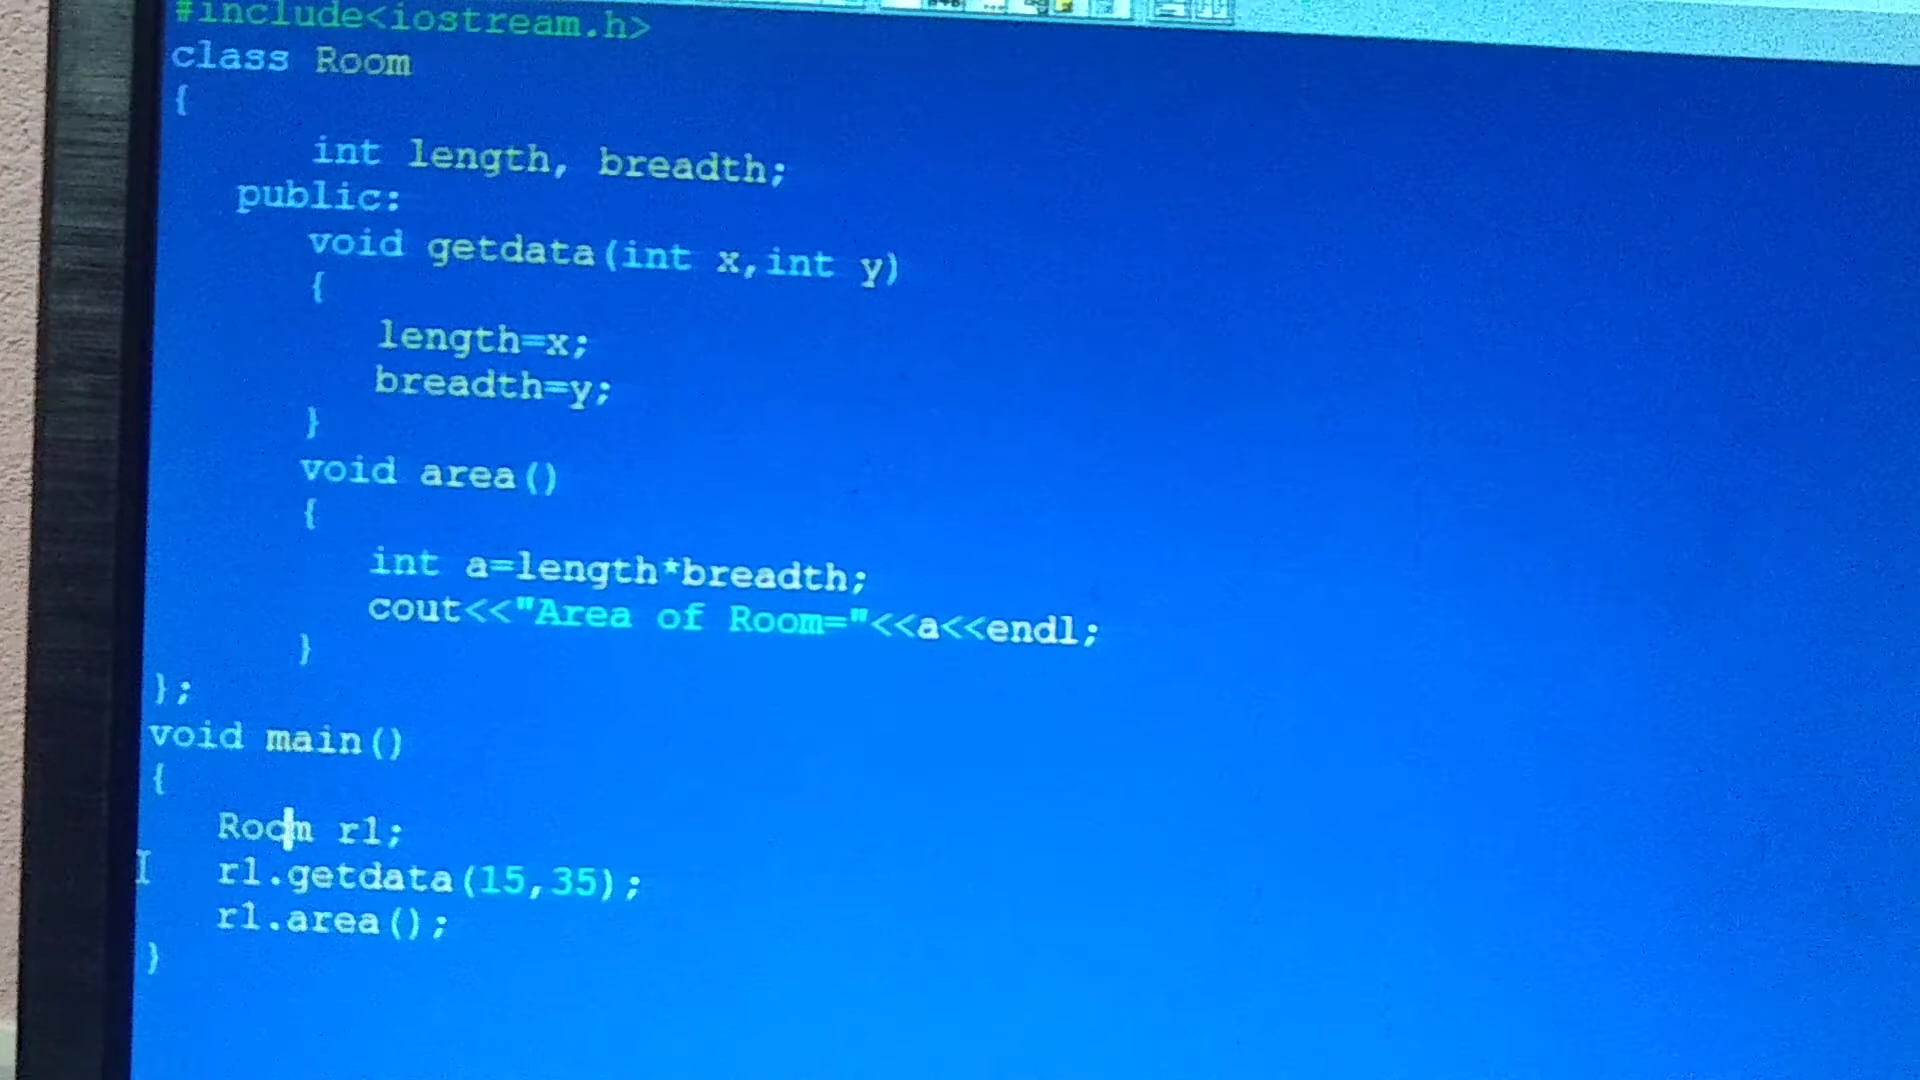 #include<iostream.h>
class Room
{
int length, breadth;
public:
void getdata(int x,int y)
{
length=x;
breadth=y;
}
void area()
{
int a=length*breadth;
cout<<"Area of Room="<<a<<endl;
}
};
void main()
{
Room r1;
r1.getdata(15,35);
r1.area();
}